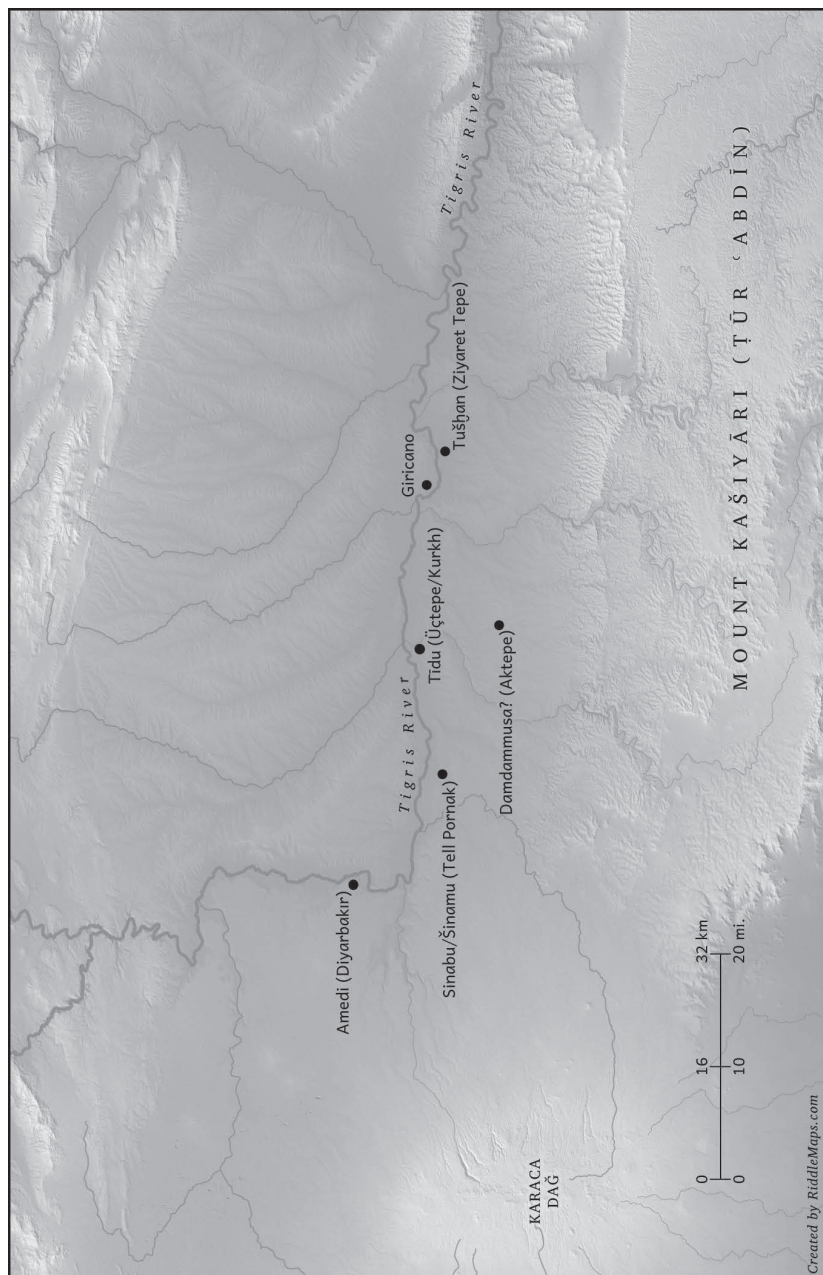 Tigris River
Amedi (Diyarbakır)
Tigris River
Giricano
Tīdu (Üçtepe/Kurkh)
Sinabu/Šinamu (Tell Pornak)
Tušḫan (Ziyaret Tepe)
Damdammusa? (Aktepe)
KARACA
DAĞ
MOUNT KAŠIYĀRI (ṬŪR ʿABDĪN)
0 16 32 km
0 10 20 mi.
Created by RiddleMaps.com